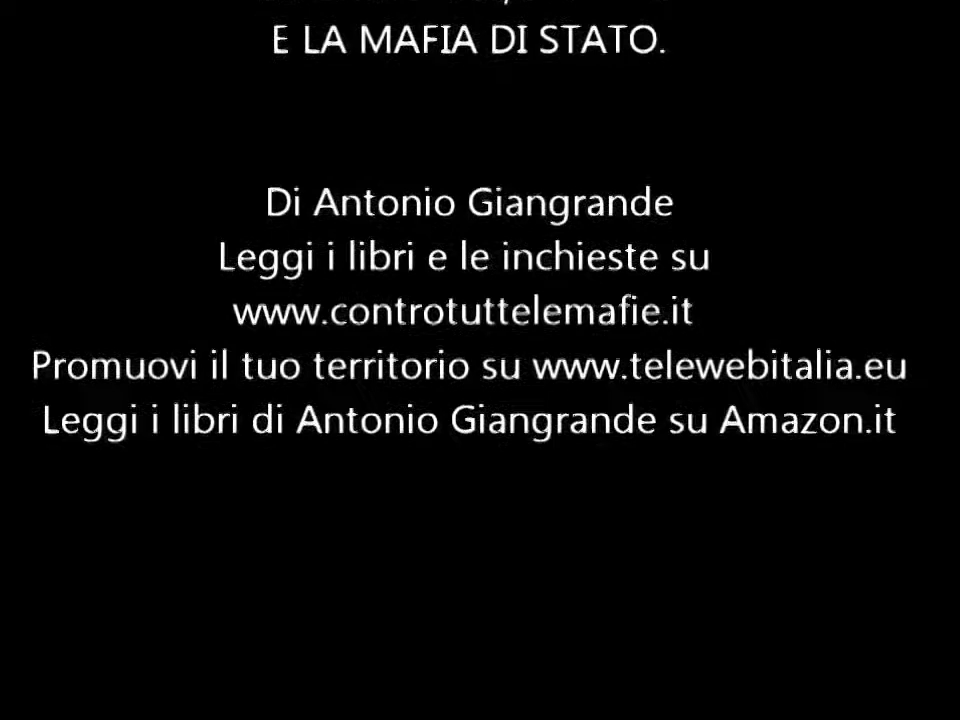 E LA MAFIA DI STATO.
Di Antonio Giangrande
Leggi i libri e le inchieste su
www.controtuttelemafie.it
Promuovi il tuo territorio su www.telewebitalia.eu
Leggi i libri di Antonio Giangrande su Amazon.it